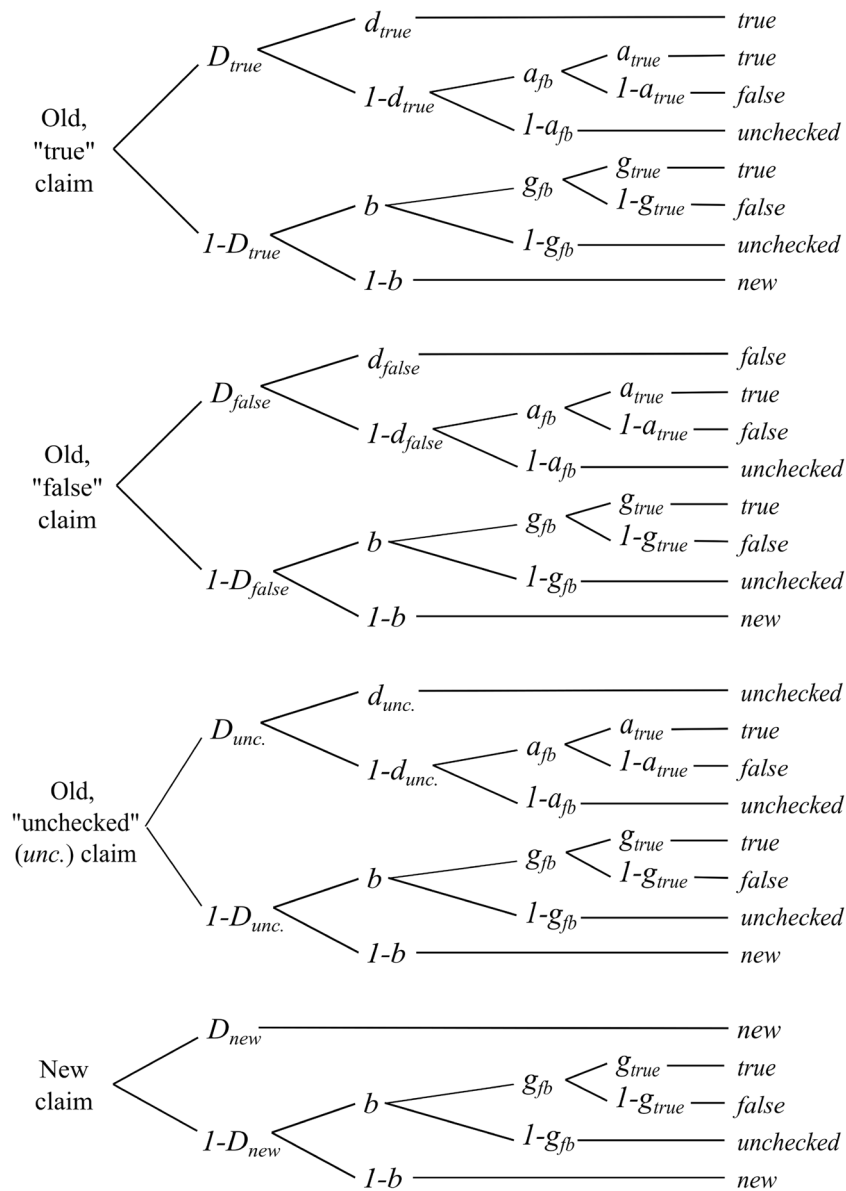 d_true true
D_true a_fb a_true true
1-d_true 1-a_true false
Old, "true" claim 1-a_fb unchecked
g_fb g_true true
b 1-g_true false
1-D_true 1-g_fb unchecked
1-b new
d_false false
D_false a_fb a_true true
1-d_false 1-a_true false
Old, "false" claim 1-a_fb unchecked
g_fb g_true true
b 1-g_true false
1-D_false 1-g_fb unchecked
1-b new
d_unc. unchecked
D_unc. a_fb a_true true
1-d_unc. 1-a_true false
Old, "unchecked" (unc.) claim 1-a_fb unchecked
g_fb g_true true
b 1-g_true false
1-D_unc. 1-g_fb unchecked
1-b new
D_new new
New claim g_fb g_true true
b 1-g_true false
1-D_new 1-g_fb unchecked
1-b new